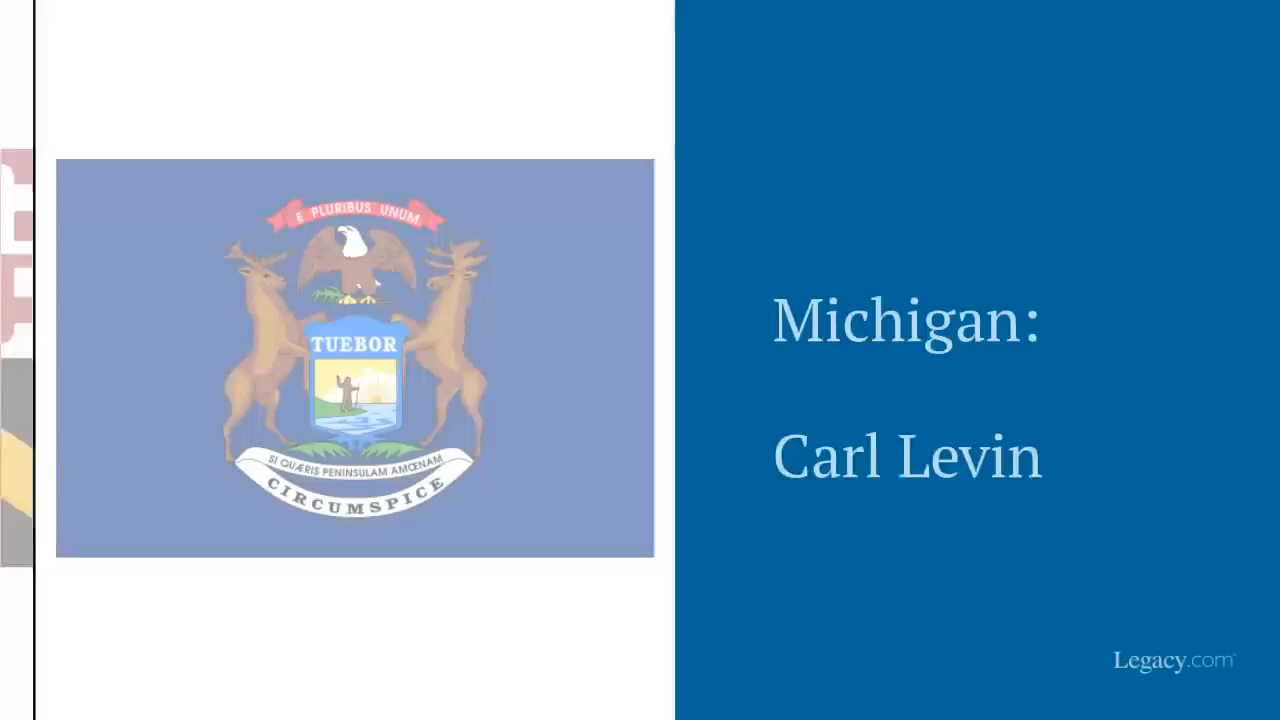 E PLURIBUS UNUM
TUEBOR
SI QUÆRIS PENINSULAM AMŒNAM
CIRCUMSPICE
Michigan:
Carl Levin
Legacy.com